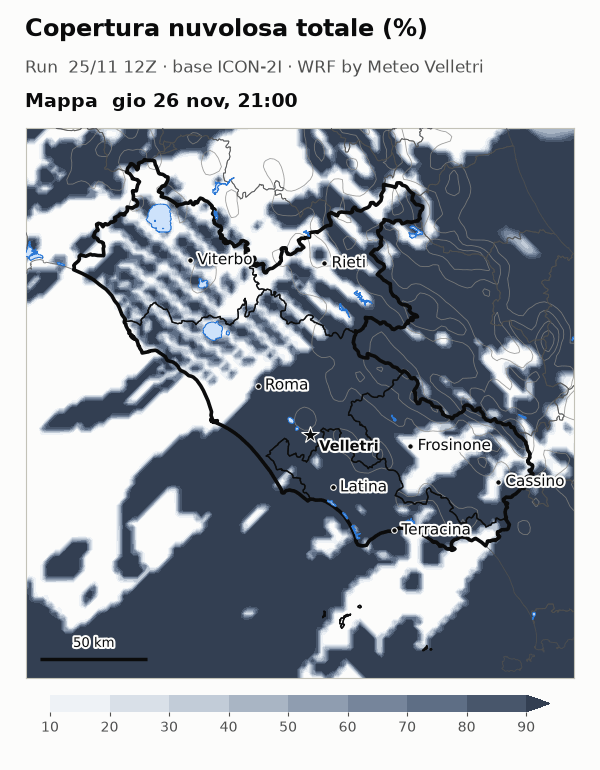 Copertura nuvolosa totale (%)
Run  25/11 12Z · base ICON-2I · WRF by Meteo Velletri
Mappa  gio 26 nov, 21:00
Viterbo
Rieti
Roma
Velletri
Frosinone
Latina
Cassino
Terracina
50 km
10 20 30 40 50 60 70 80 90